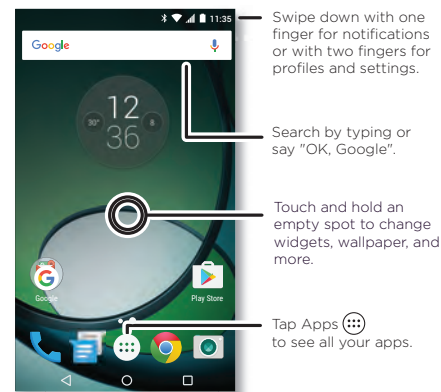 11:35
Google
12
36
30°
8
Google
Play Store
Swipe down with one
finger for notifications
or with two fingers for
profiles and settings.
Search by typing or
say "OK, Google".
Touch and hold an
empty spot to change
widgets, wallpaper, and
more.
Tap Apps
to see all your apps.